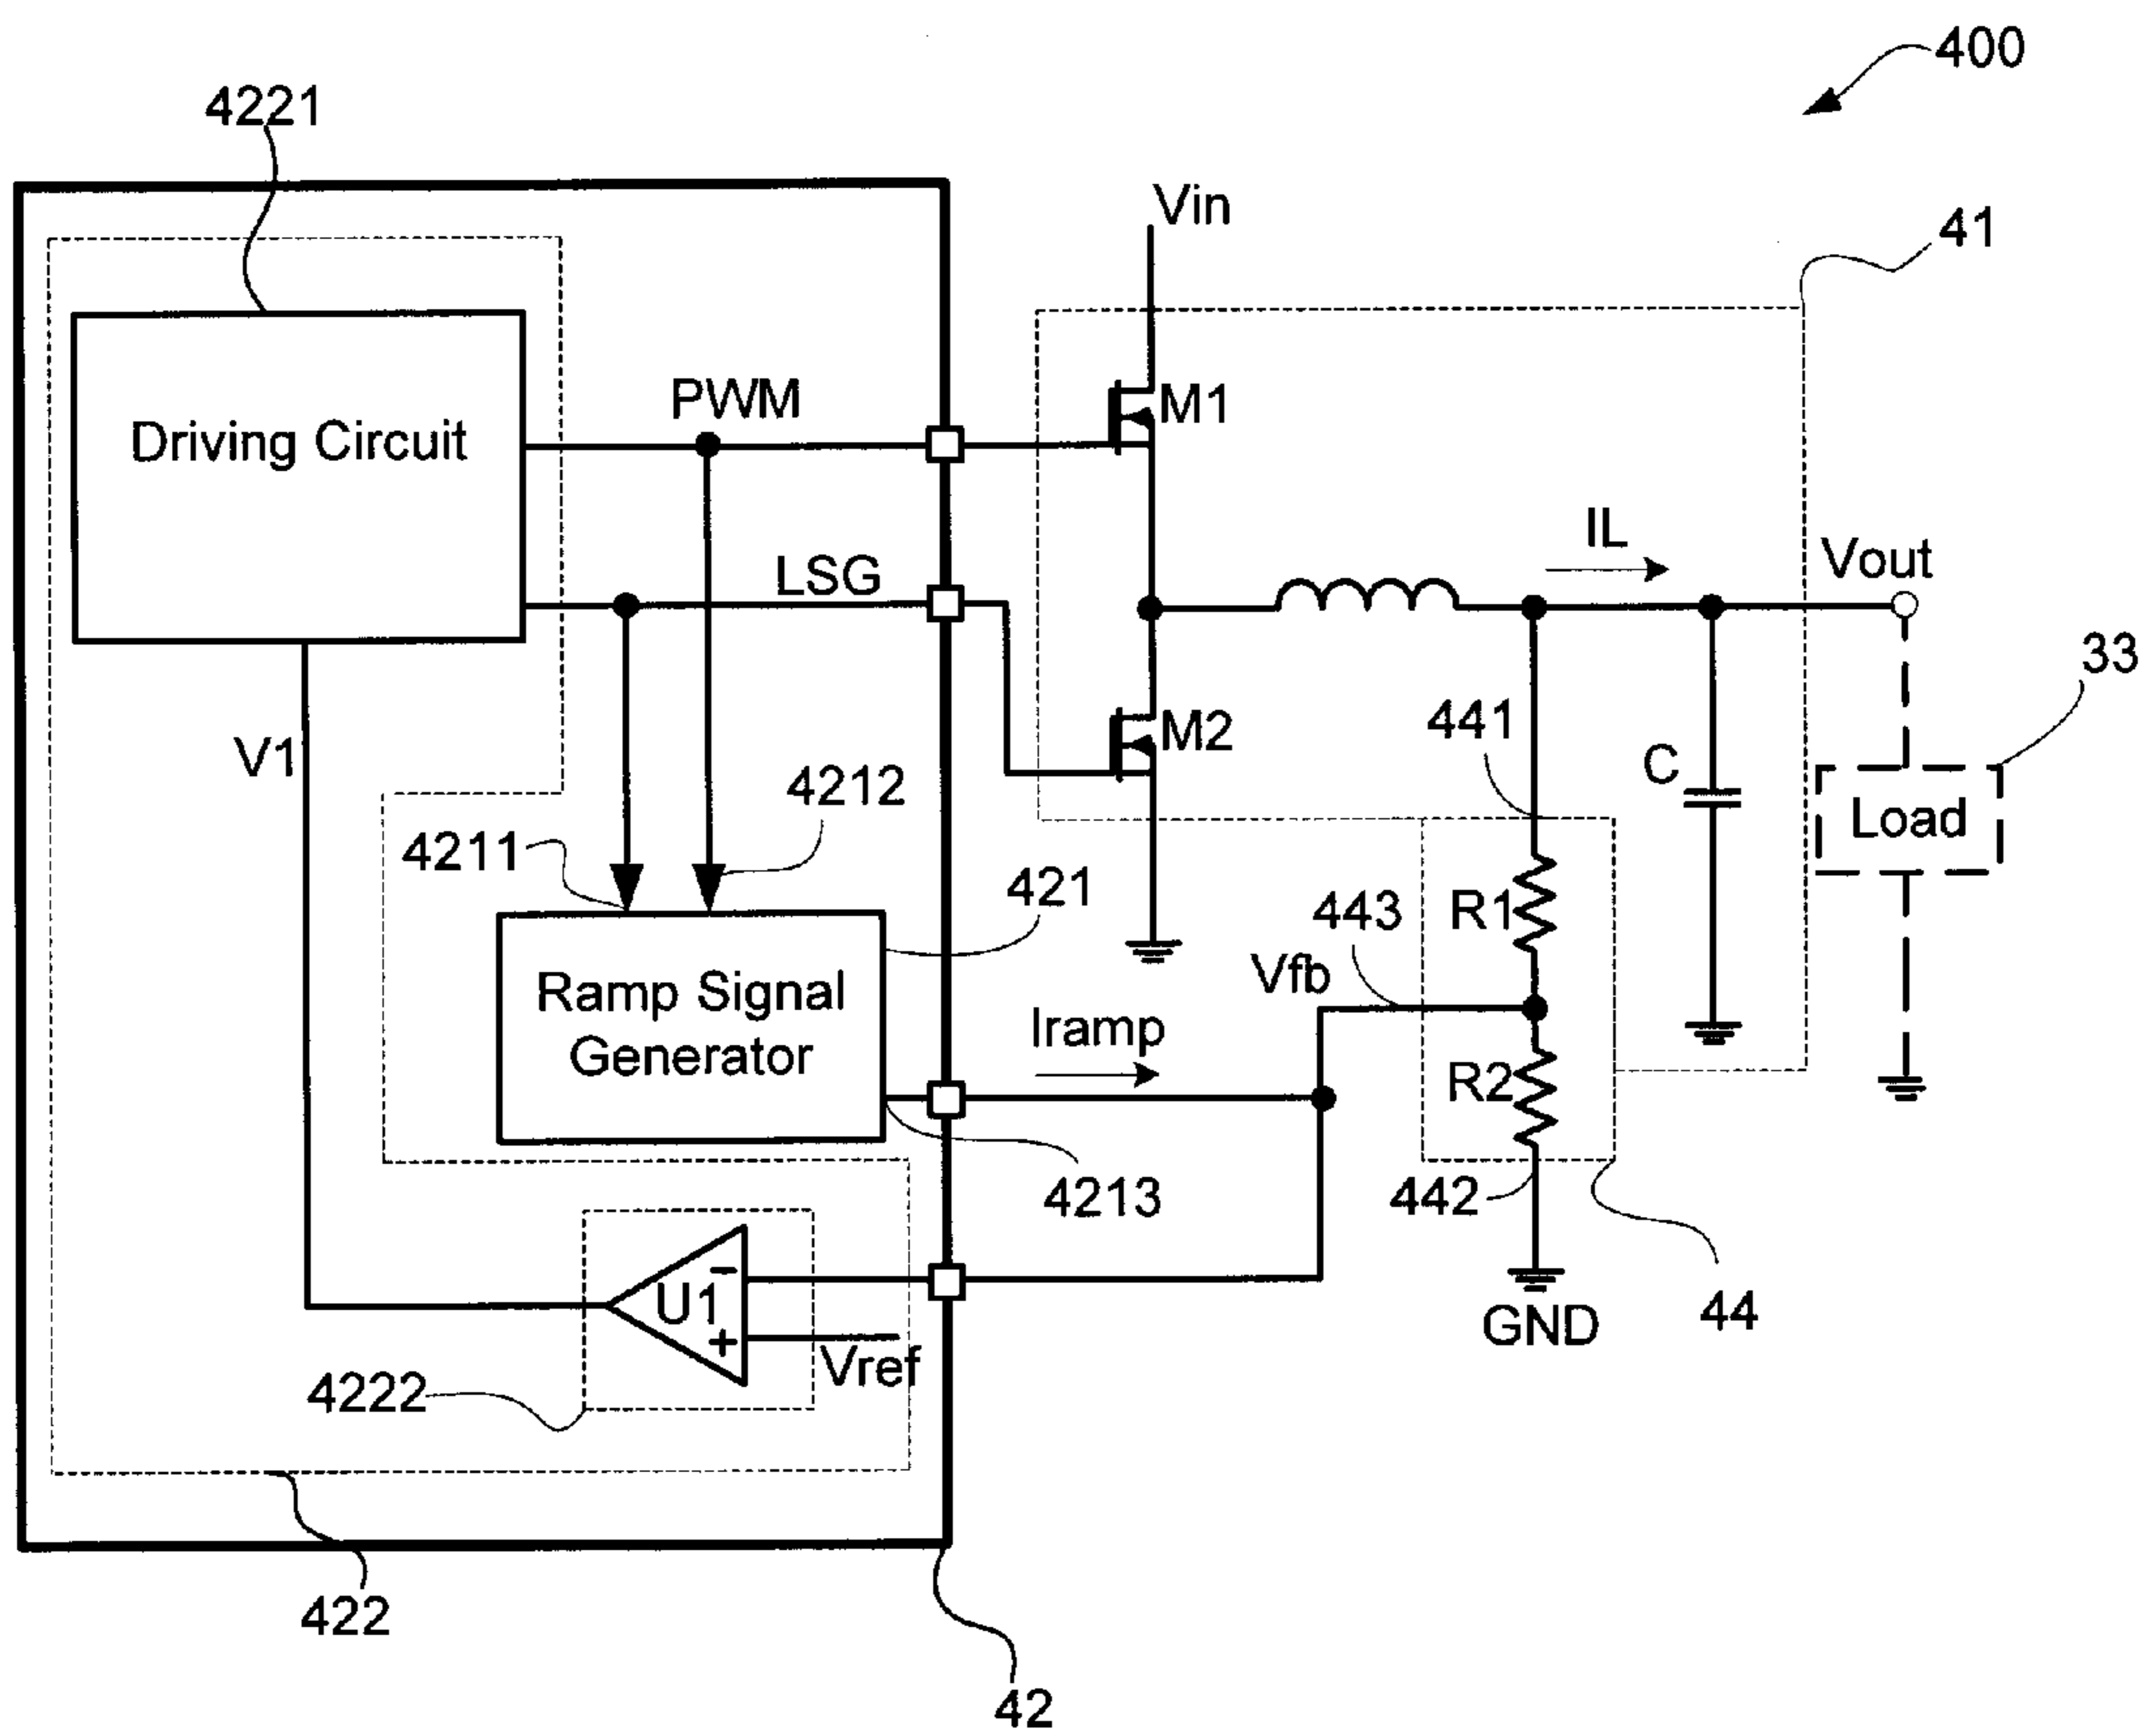 400
4221
Vin
41
PWM
M1
Driving Circuit
IL
Vout
LSG
33
441
M2
V1
C
4212
Load
4211
421
443
R1
Vfb
Ramp Signal
Generator
Iramp
R2
4213
442
U1
-
+
GND
44
Vref
4222
422
42